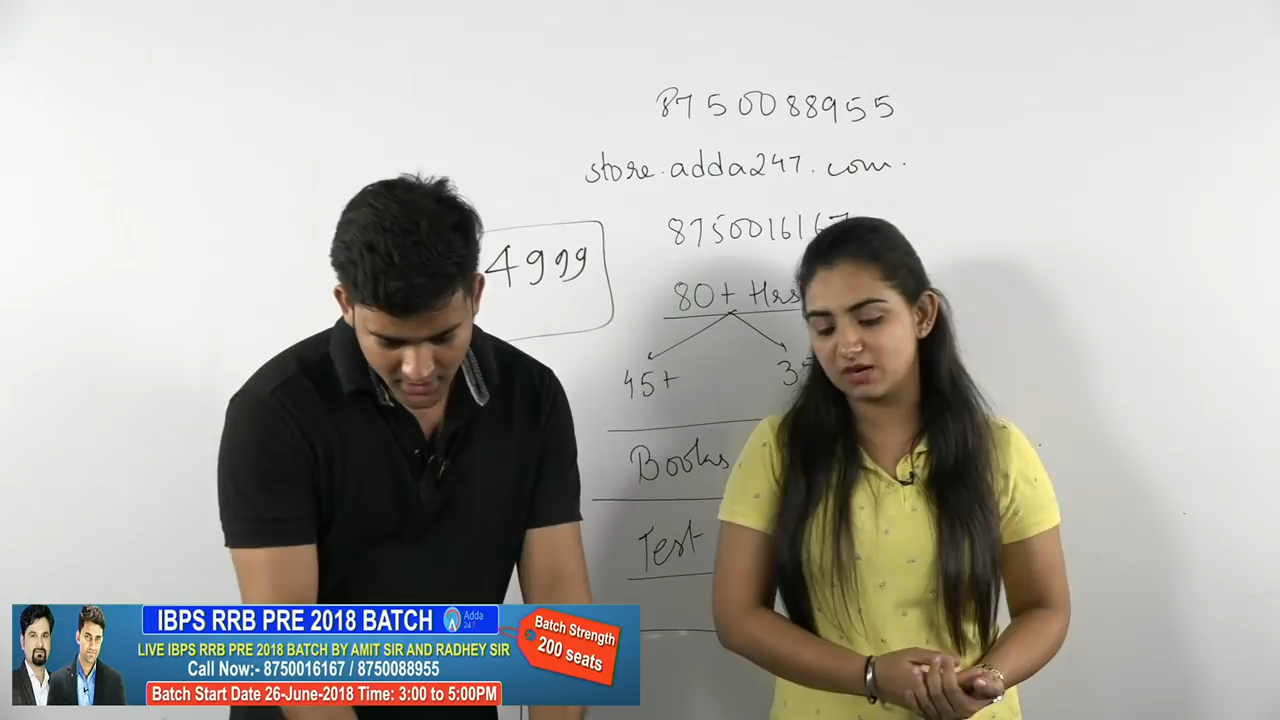 8750088955
store.adda247.com.
4999
80+ Hrs
45+
Books
Test
IBPS RRB PRE 2018 BATCH
Adda
247
LIVE IBPS RRB PRE 2018 BATCH BY AMIT SIR AND RADHEY SIR
Call Now:- 8750016167 / 8750088955
Batch Start Date 26-June-2018 Time: 3:00 to 5:00PM
Batch Strength
200 seats